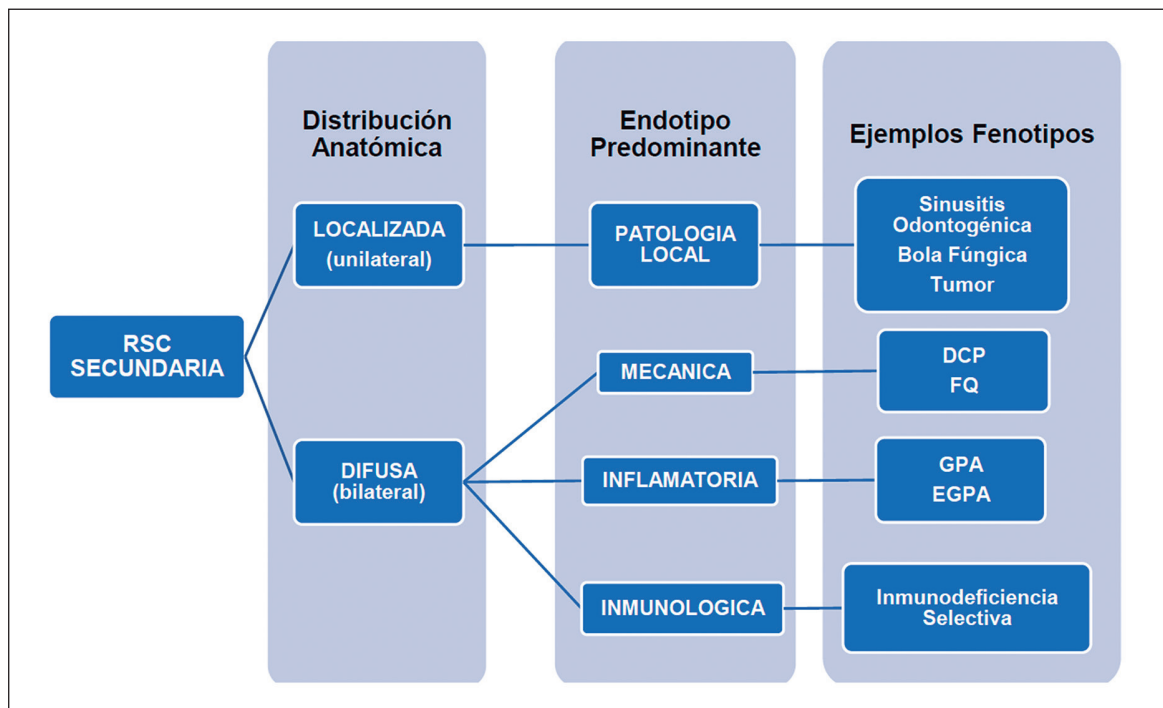 Distribución
Anatómica
Endotipo
Predominante
Ejemplos Fenotipos
RSC
SECUNDARIA
LOCALIZADA
(unilateral)
PATOLOGIA
LOCAL
Sinusitis
Odontogénica
Bola Fúngica
Tumor
DIFUSA
(bilateral)
MECANICA
DCP
FQ
INFLAMATORIA
GPA
EGPA
INMUNOLOGICA
Inmunodeficiencia
Selectiva